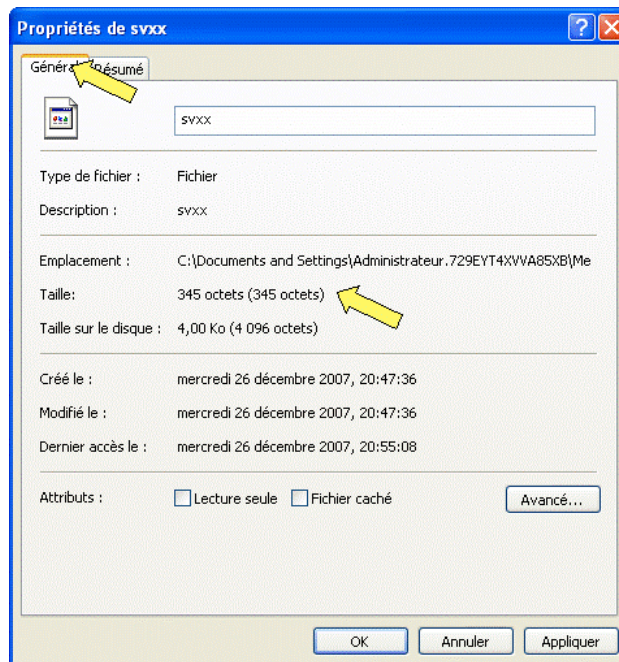 Propriétés de svxx
Général Résumé
svxx
Type de fichier : Fichier
Description : svxx
Emplacement : C:\Documents and Settings\Administrateur.729EYT4XVVA85XB\Me
Taille: 345 octets (345 octets)
Taille sur le disque : 4,00 Ko (4 096 octets)
Créé le : mercredi 26 décembre 2007, 20:47:36
Modifié le : mercredi 26 décembre 2007, 20:47:36
Dernier accès le : mercredi 26 décembre 2007, 20:55:08
Attributs : Lecture seule Fichier caché Avancé...
OK Annuler Appliquer